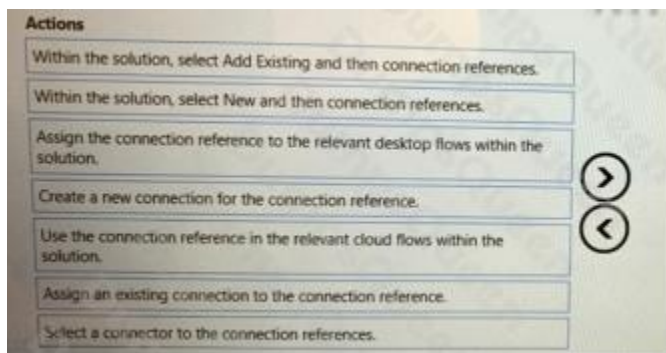 Actions
Within the solution, select Add Existing and then connection references.
Within the solution, select New and then connection references.
Assign the connection reference to the relevant desktop flows within the
solution.
Create a new connection for the connection reference.
Use the connection reference in the relevant cloud flows within the
solution.
Assign an existing connection to the connection reference.
Select a connector to the connection references.